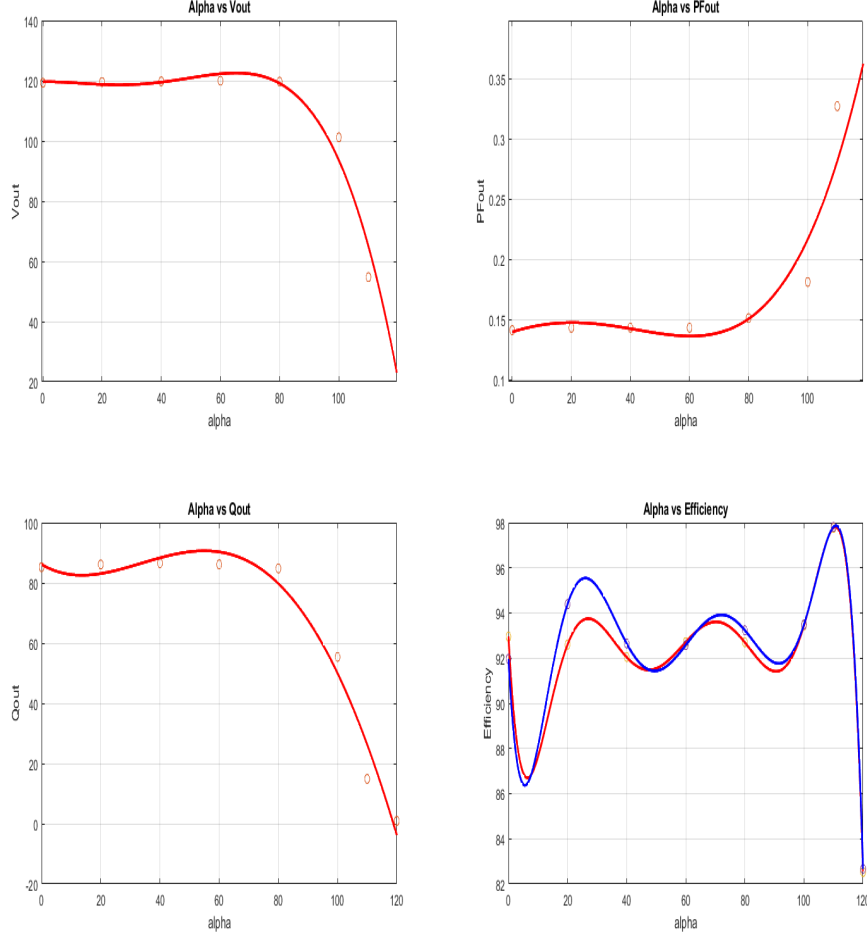 Alpha vs Vout
140
120
100
80
60
40
20
0 20 40 60 80 100
Vout
alpha
Alpha vs PFout
0.35
0.3
0.25
0.2
0.15
0.1
0 20 40 60 80 100
PFout
alpha
Alpha vs Qout
100
80
60
40
20
0
-20
0 20 40 60 80 100 120
Qout
alpha
Alpha vs Efficiency
98
96
94
92
90
88
86
84
82
0 20 40 60 80 100 120
Efficiency
alpha